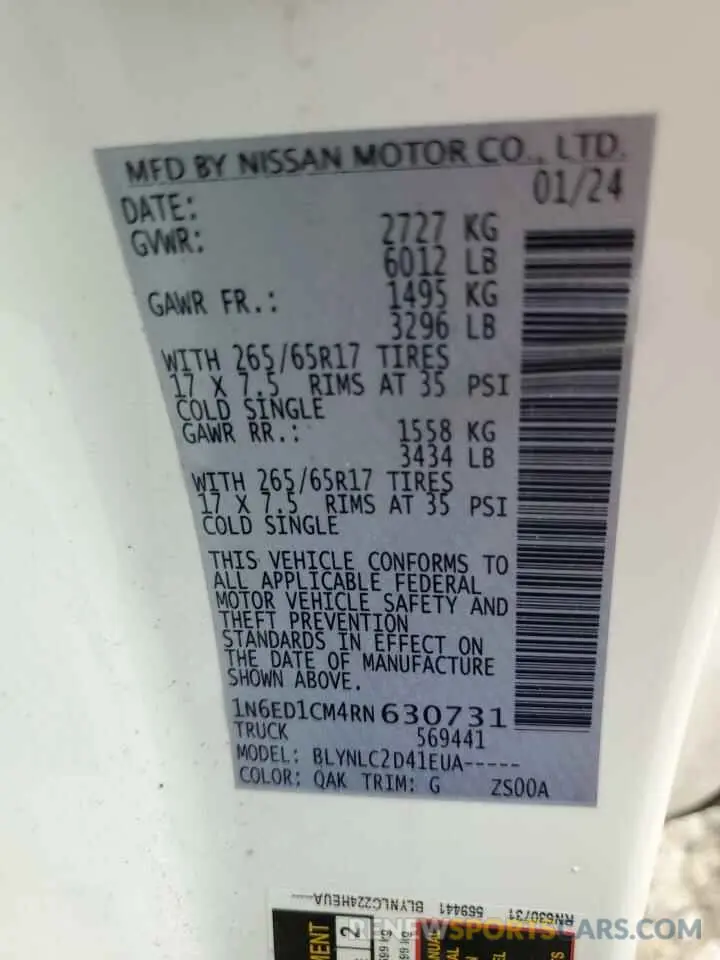 MFD BY NISSAN MOTOR CO., LTD.
DATE: 01/24
GVWR: 2727 KG
6012 LB
GAWR FR.: 1495 KG
3296 LB
WITH 265/65R17 TIRES
17 X 7.5 RIMS AT 35 PSI
COLD SINGLE
GAWR RR.: 1558 KG
3434 LB
WITH 265/65R17 TIRES
17 X 7.5 RIMS AT 35 PSI
COLD SINGLE
THIS VEHICLE CONFORMS TO
ALL APPLICABLE FEDERAL
MOTOR VEHICLE SAFETY AND
THEFT PREVENTION
STANDARDS IN EFFECT ON
THE DATE OF MANUFACTURE
SHOWN ABOVE.
1N6ED1CM4RN630731
TRUCK 569441
MODEL: BLYNLC2D41EUA-----
COLOR: QAK TRIM: G ZS00A
RN630731 569441 BLYNLCZ24HEUA-----
2
RENEWSPORTSCARS.COM